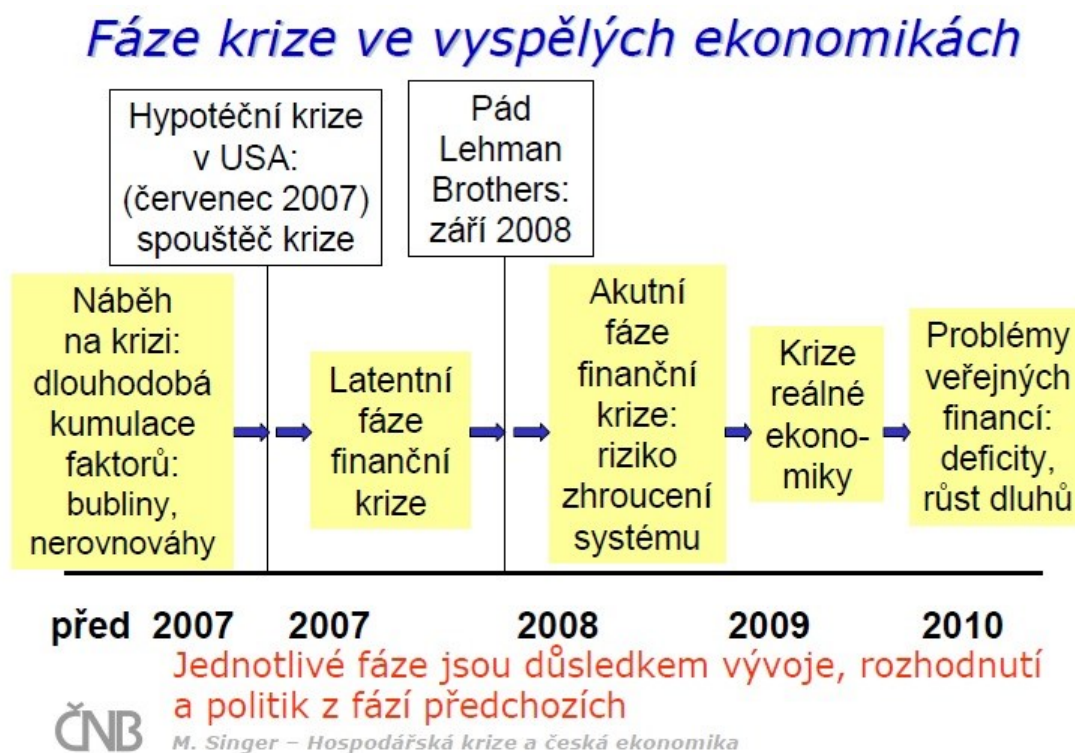 Fáze krize ve vyspělých ekonomikách
Hypotéční krize
v USA:
(červenec 2007)
spouštěč krize
Pád
Lehman
Brothers:
září 2008
Náběh
na krizi:
dlouhodobá
kumulace
faktorů:
bubliny,
nerovnováhy
Latentní
fáze
finanční
krize
Akutní
fáze
finanční
krize:
riziko
zhroucení
systému
Krize
reálné
ekono-
miky
Problémy
veřejných
financí:
deficity,
růst dluhů
před 2007 2007 2008 2009 2010
Jednotlivé fáze jsou důsledkem vývoje, rozhodnutí
a politik z fází předchozích
ČNB
M. Singer – Hospodářská krize a česká ekonomika